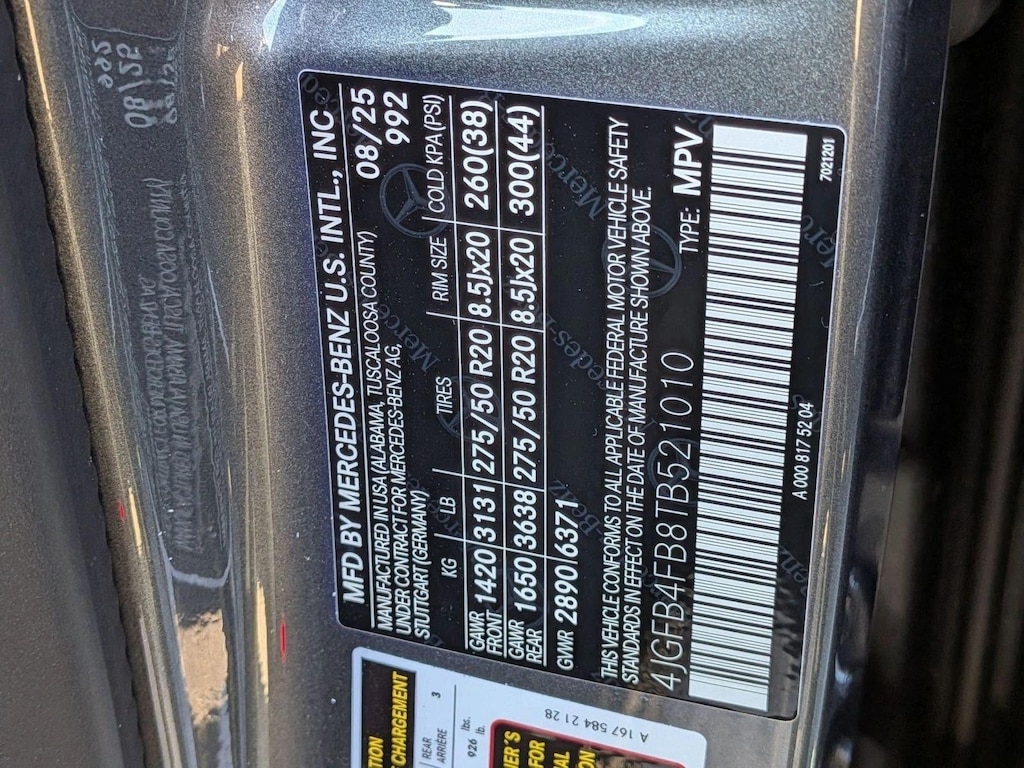 MFD BY MERCEDES-BENZ U.S. INTL., INC
MANUFACTURED IN USA (ALABAMA, TUSCALOOSA COUNTY) 08/25
UNDER CONTRACT FOR MERCEDES-BENZ AG, 992
STUTTGART (GERMANY)
KG LB TIRES RIM SIZE COLD KPA (PSI)
GAWR FRONT 1420 3131 275/50 R20 8.5Jx20 260(38)
GAWR REAR 1650 3638 275/50 R20 8.5Jx20 300(44)
GVWR 2890 6371
THIS VEHICLE CONFORMS TO ALL APPLICABLE FEDERAL MOTOR VEHICLE SAFETY
STANDARDS IN EFFECT ON THE DATE OF MANUFACTURE SHOWN ABOVE.
4JGFB4FB8TB521010 TYPE: MPV
A 000 817 52 04 7021201
CHARGEMENT
REAR
ARRIÈRE 3
926 lbs.
lb.
A 167 584 21 28
FOR